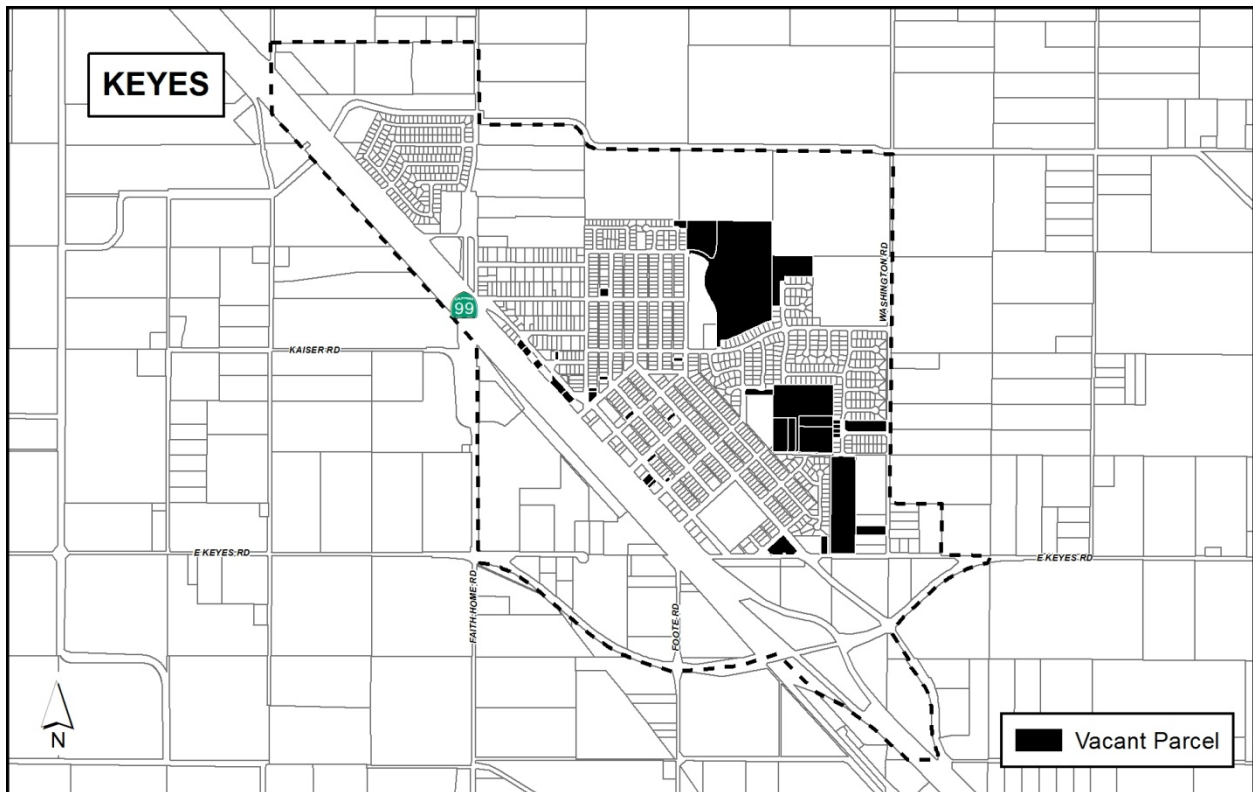 KEYES
WASHINGTON RD
99
KAISER RD
E KEYES RD
E KEYES RD
FAITH HOME RD
FOOTE RD
N
Vacant Parcel